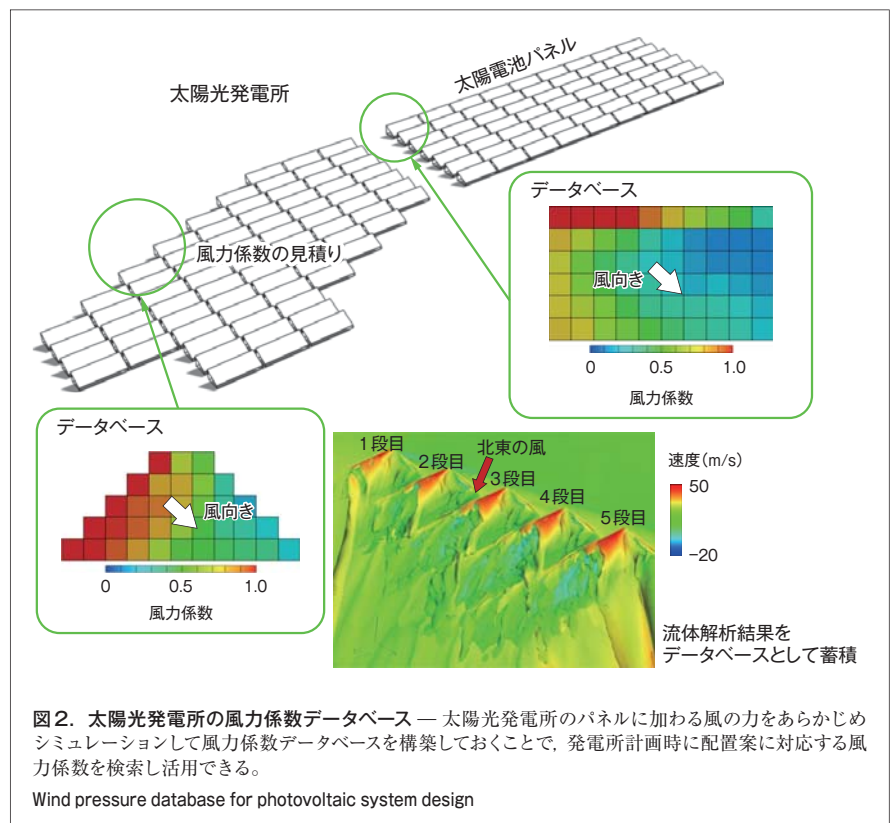 太陽光発電所
太陽電池パネル
風力係数の見積り
データベース
風向き
0 0.5 1.0
風力係数
データベース
風向き
0 0.5 1.0
風力係数
1段目
2段目
北東の風
3段目
4段目
5段目
速度(m/s)
50
−20
流体解析結果を
データベースとして蓄積
図2. 太陽光発電所の風力係数データベース — 太陽光発電所のパネルに加わる風の力をあらかじめ
シミュレーションして風力係数データベースを構築しておくことで,発電所計画時に配置案に対応する風
力係数を検索し活用できる。
Wind pressure database for photovoltaic system design